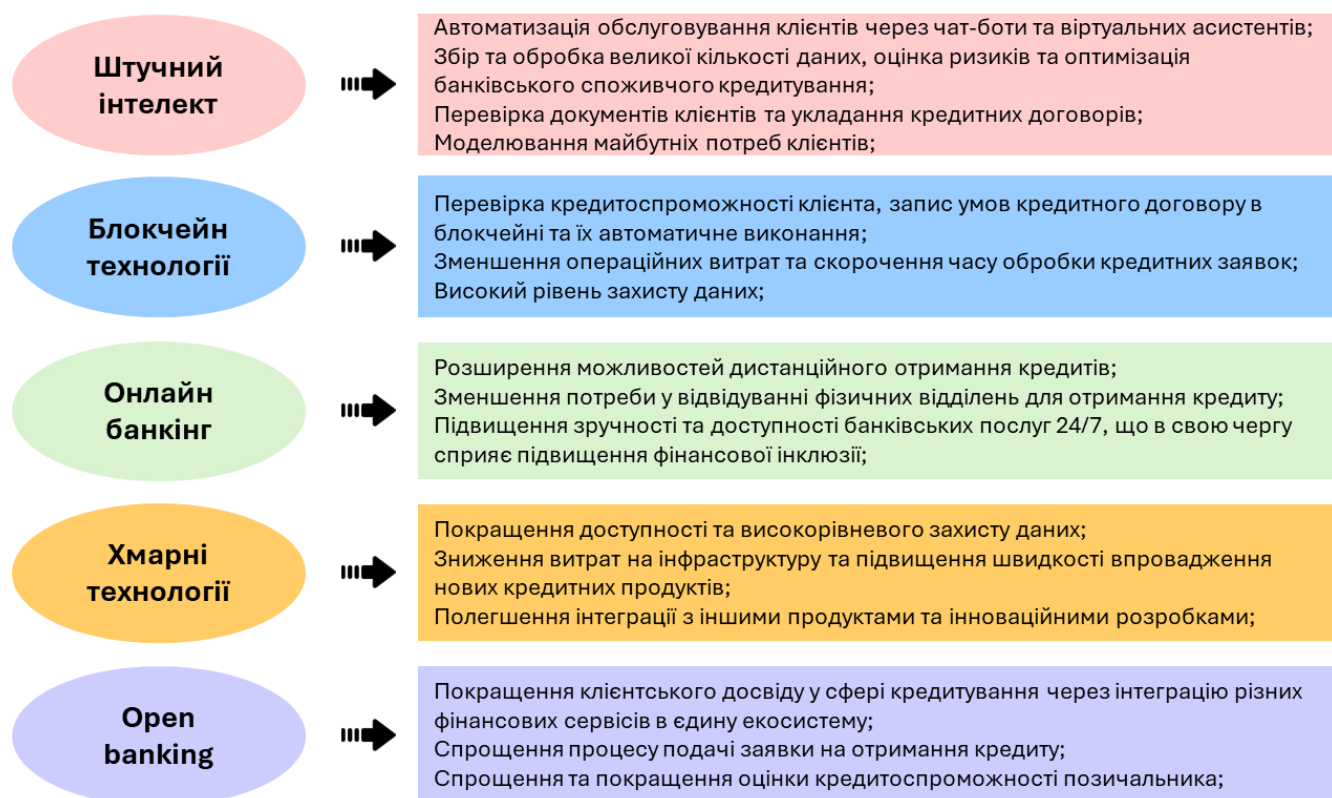 Штучний
інтелект
Автоматизація обслуговування клієнтів через чат-боти та віртуальних асистентів;
Збір та обробка великої кількості даних, оцінка ризиків та оптимізація
банківського споживчого кредитування;
Перевірка документів клієнтів та укладання кредитних договорів;
Моделювання майбутніх потреб клієнтів;
Блокчейн
технології
Перевірка кредитоспроможності клієнта, запис умов кредитного договору в
блокчейні та їх автоматичне виконання;
Зменшення операційних витрат та скорочення часу обробки кредитних заявок;
Високий рівень захисту даних;
Онлайн
банкінг
Розширення можливостей дистанційного отримання кредитів;
Зменшення потреби у відвідуванні фізичних відділень для отримання кредиту;
Підвищення зручності та доступності банківських послуг 24/7, що в свою чергу
сприяє підвищення фінансової інклюзії;
Хмарні
технології
Покращення доступності та високорівневого захисту даних;
Зниження витрат на інфраструктуру та підвищення швидкості впровадження
нових кредитних продуктів;
Полегшення інтеграції з іншими продуктами та інноваційними розробками;
Open
banking
Покращення клієнтського досвіду у сфері кредитування через інтеграцію різних
фінансових сервісів в єдину екосистему;
Спрощення процесу подачі заявки на отримання кредиту;
Спрощення та покращення оцінки кредитоспроможності позичальника;